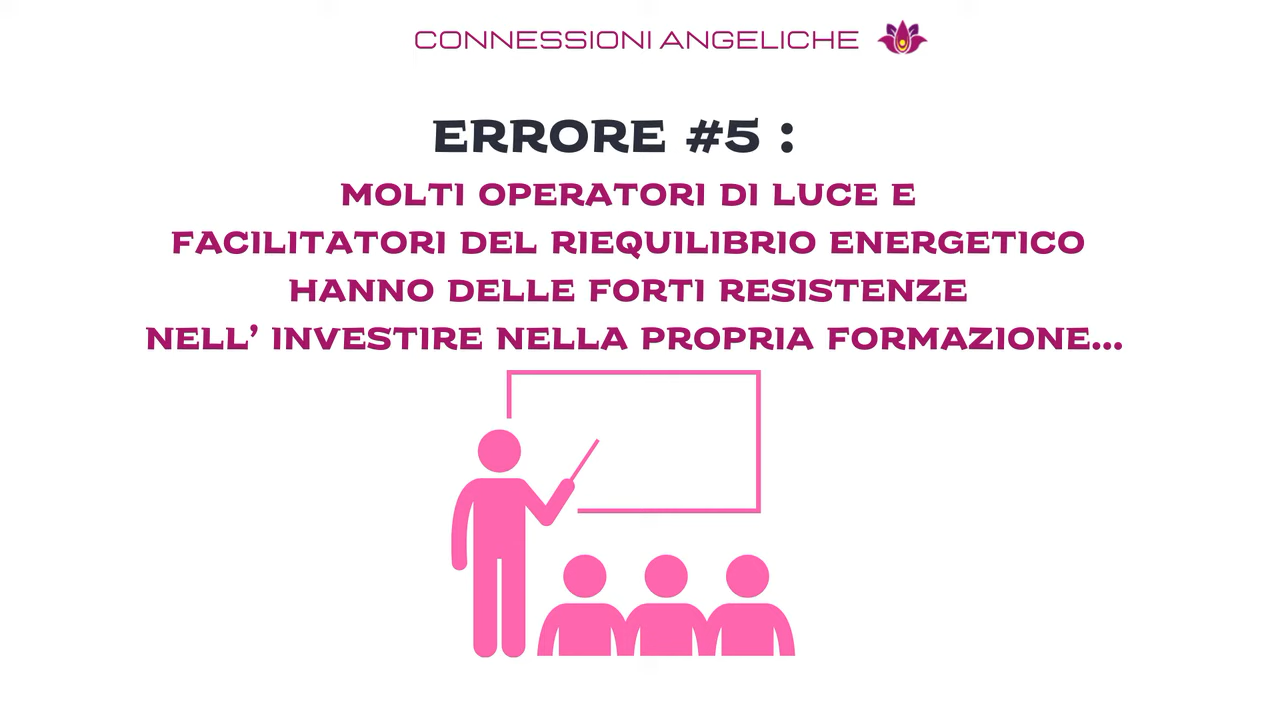 CONNESSIONI ANGELICHE
ERRORE #5 :
MOLTI OPERATORI DI LUCE E
FACILITATORI DEL RIEQUILIBRIO ENERGETICO
HANNO DELLE FORTI RESISTENZE
NELL’ INVESTIRE NELLA PROPRIA FORMAZIONE...